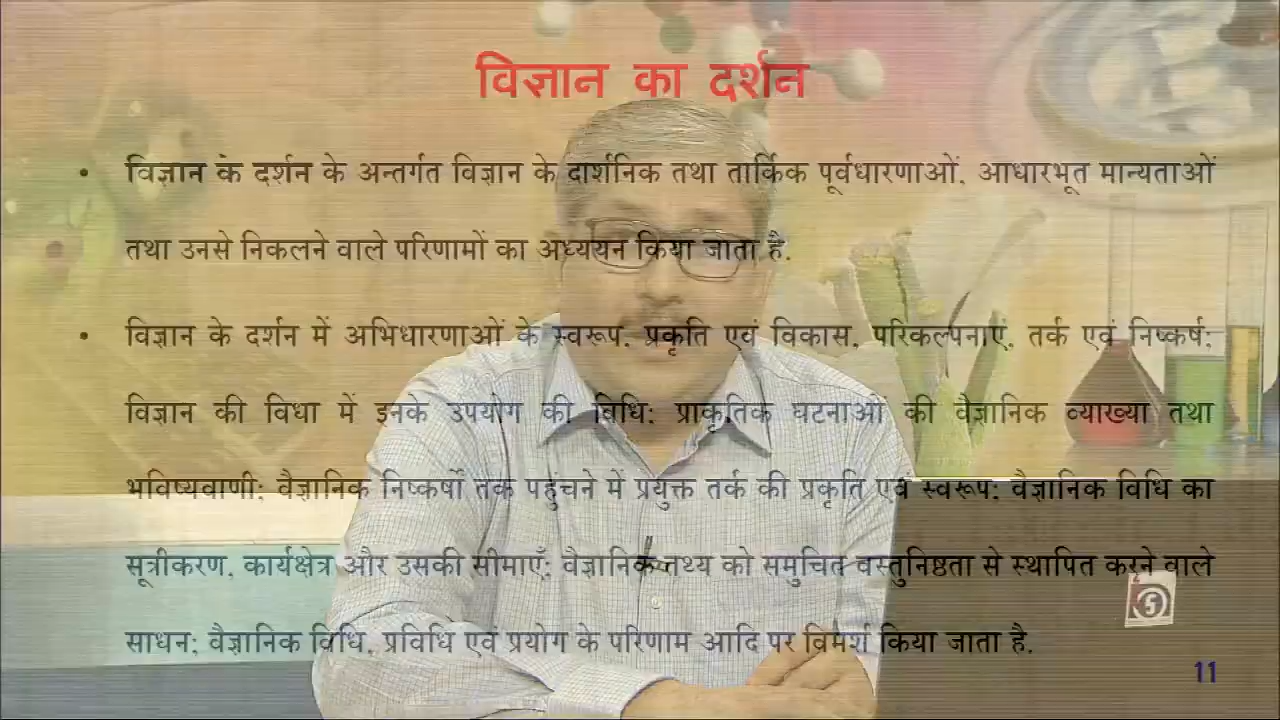 विज्ञान का दर्शन
• विज्ञान के दर्शन के अन्तर्गत विज्ञान के दार्शनिक तथा तार्किक पूर्वधारणाओं, आधारभूत मान्यताओं
तथा उनसे निकलने वाले परिणामों का अध्ययन किया जाता है.
• विज्ञान के दर्शन में अभिधारणाओं के स्वरूप, प्रकृति एवं विकास, परिकल्पनाएं, तर्क एवं निष्कर्ष;
विज्ञान की विधा में इनके उपयोग की विधि; प्राकृतिक घटनाओं की वैज्ञानिक व्याख्या तथा
भविष्यवाणी; वैज्ञानिक निष्कर्षों तक पहुंचने में प्रयुक्त तर्क की प्रकृति एवं स्वरूप; वैज्ञानिक विधि का
सूत्रीकरण, कार्यक्षेत्र और उसकी सीमाएँ; वैज्ञानिक तथ्य को समुचित वस्तुनिष्ठता से स्थापित करने वाले
साधन; वैज्ञानिक विधि, प्रविधि एवं प्रयोग के परिणाम आदि पर विमर्श किया जाता है.
11